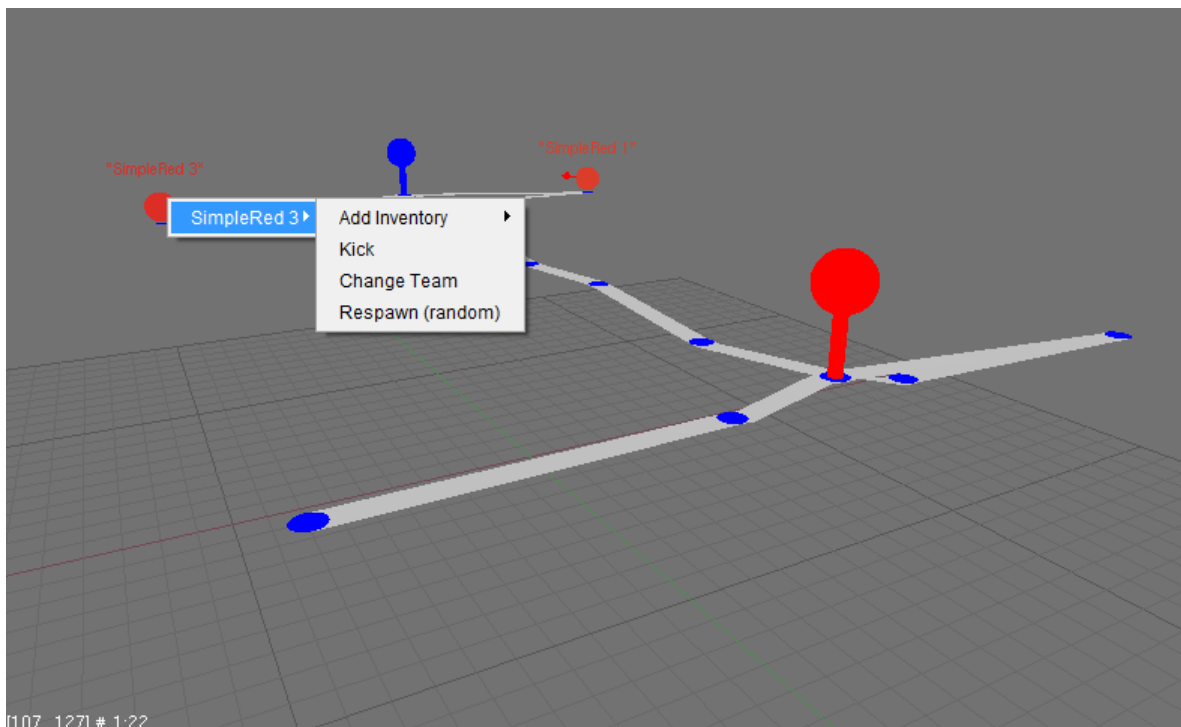 "SimpleRed 3"
"SimpleRed 1"
SimpleRed 3
Add Inventory
Kick
Change Team
Respawn (random)
[107, 127] # 1:22